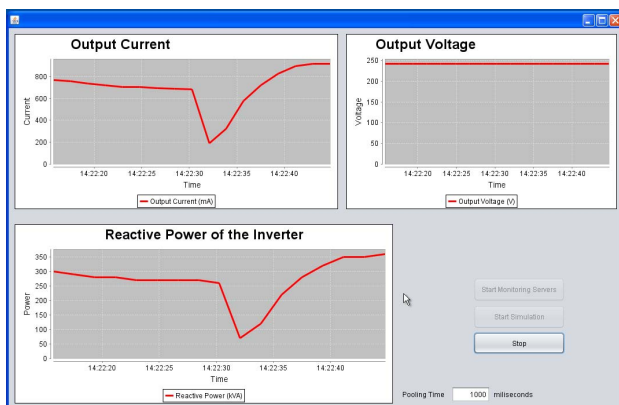 Output Current
Current
800
600
400
200
0
14:22:20 14:22:25 14:22:30 14:22:35 14:22:40
Time
Output Current (mA)
Output Voltage
Voltage
250
200
150
100
50
0
14:22:20 14:22:25 14:22:30 14:22:35 14:22:40
Time
Output Voltage (V)
Reactive Power of the Inverter
Power
350
300
250
200
150
100
50
0
14:22:20 14:22:25 14:22:30 14:22:35 14:22:40
Time
Reactive Power (kVA)
Start Monitoring Servers
Start Simulation
Stop
Pooling Time 1000 miliseconds